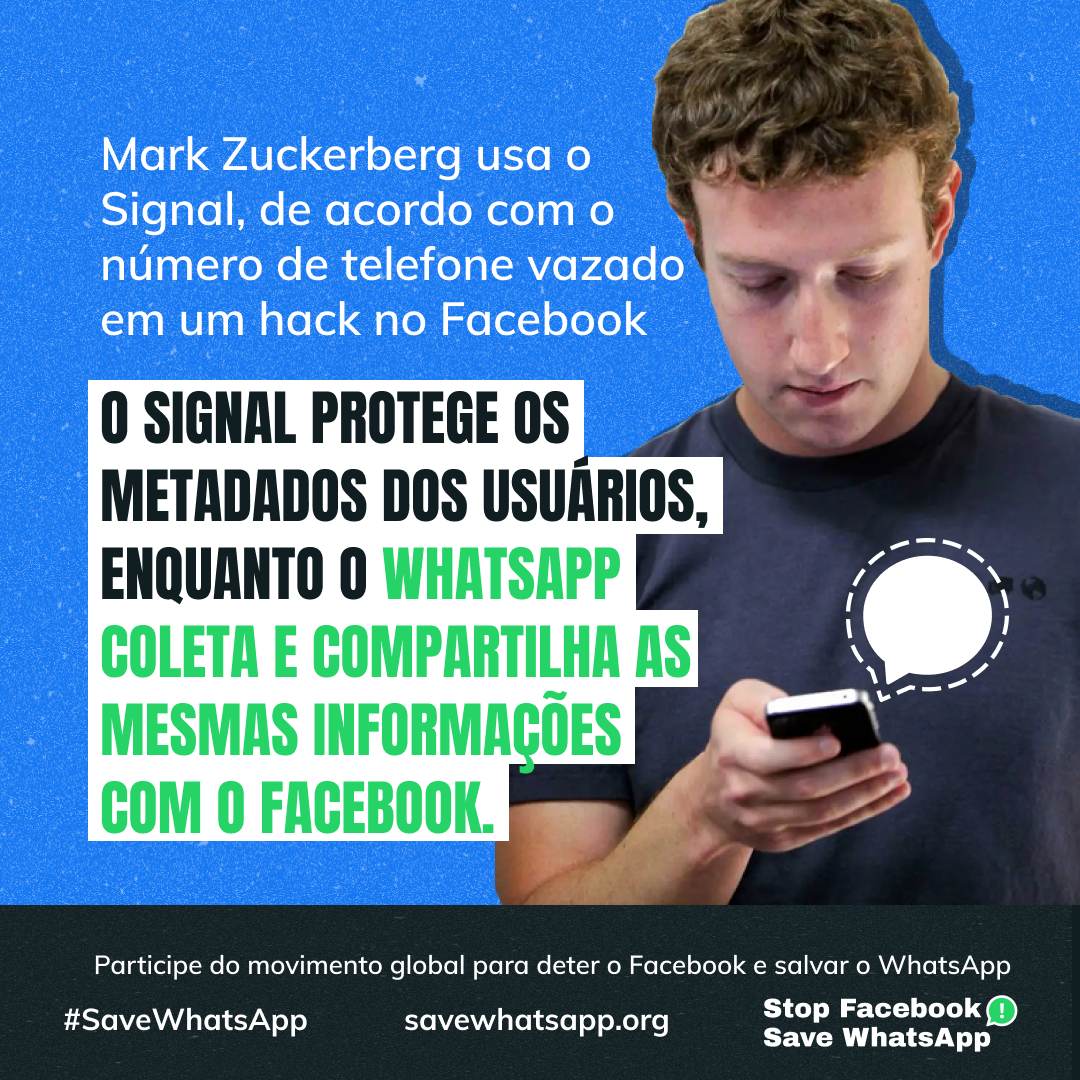 Mark Zuckerberg usa o
Signal, de acordo com o
número de telefone vazado
em um hack no Facebook
O SIGNAL PROTEGE OS
METADADOS DOS USUÁRIOS,
ENQUANTO O WHATSAPP
COLETA E COMPARTILHA AS
MESMAS INFORMAÇÕES
COM O FACEBOOK.
Participe do movimento global para deter o Facebook e salvar o WhatsApp
#SaveWhatsApp
savewhatsapp.org
Stop Facebook
Save WhatsApp